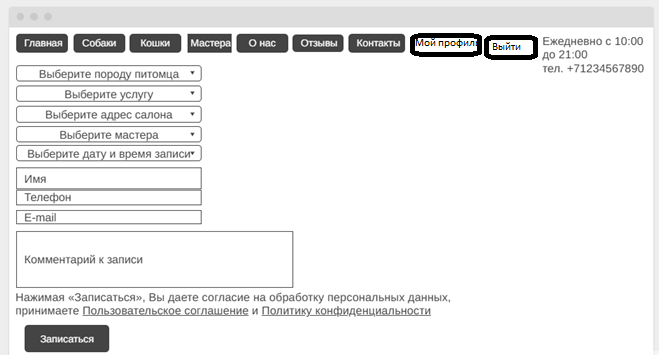 Главная Собаки Кошки Мастера О нас Отзывы Контакты Мой профиль Выйти
Ежедневно с 10:00
до 21:00
тел. +71234567890
Выберите породу питомца
Выберите услугу
Выберите адрес салона
Выберите мастера
Выберите дату и время записи
Имя
Телефон
E-mail
Комментарий к записи
Нажимая «Записаться», Вы даете согласие на обработку персональных данных,
принимаете Пользовательское соглашение и Политику конфиденциальности
Записаться